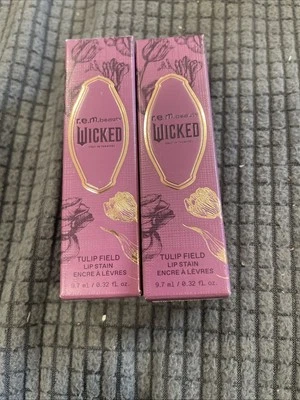 r.e.m.beauty
WICKED
TULIP FIELD
LIP STAIN
ENCRE À LÈVRES
9.7 ml / 0.32 fl. oz.
r.e.m.beauty
WICKED
TULIP FIELD
LIP STAIN
ENCRE À LÈVRES
9.7 ml / 0.32 fl. oz.